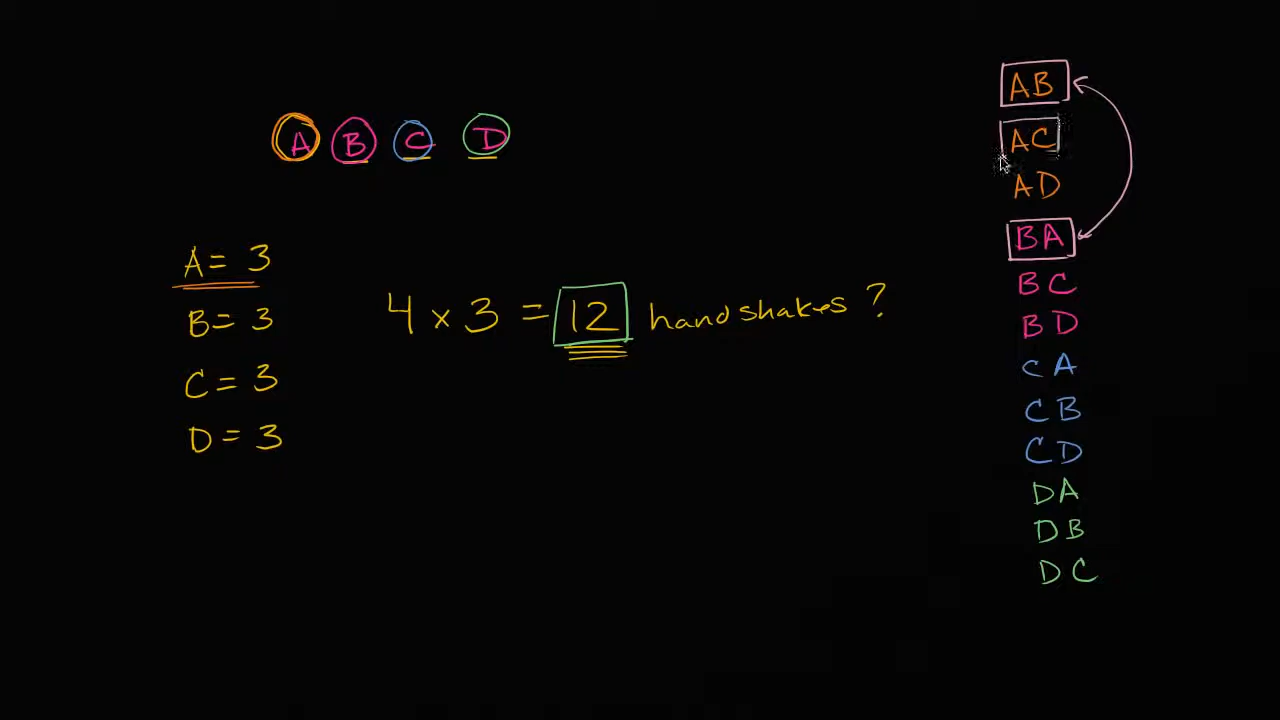 A B C D
A = 3
B = 3
C = 3
D = 3
4 x 3 = 12 handshakes ?
AB
AC
AD
BA
BC
BD
CA
CB
CD
DA
DB
DC